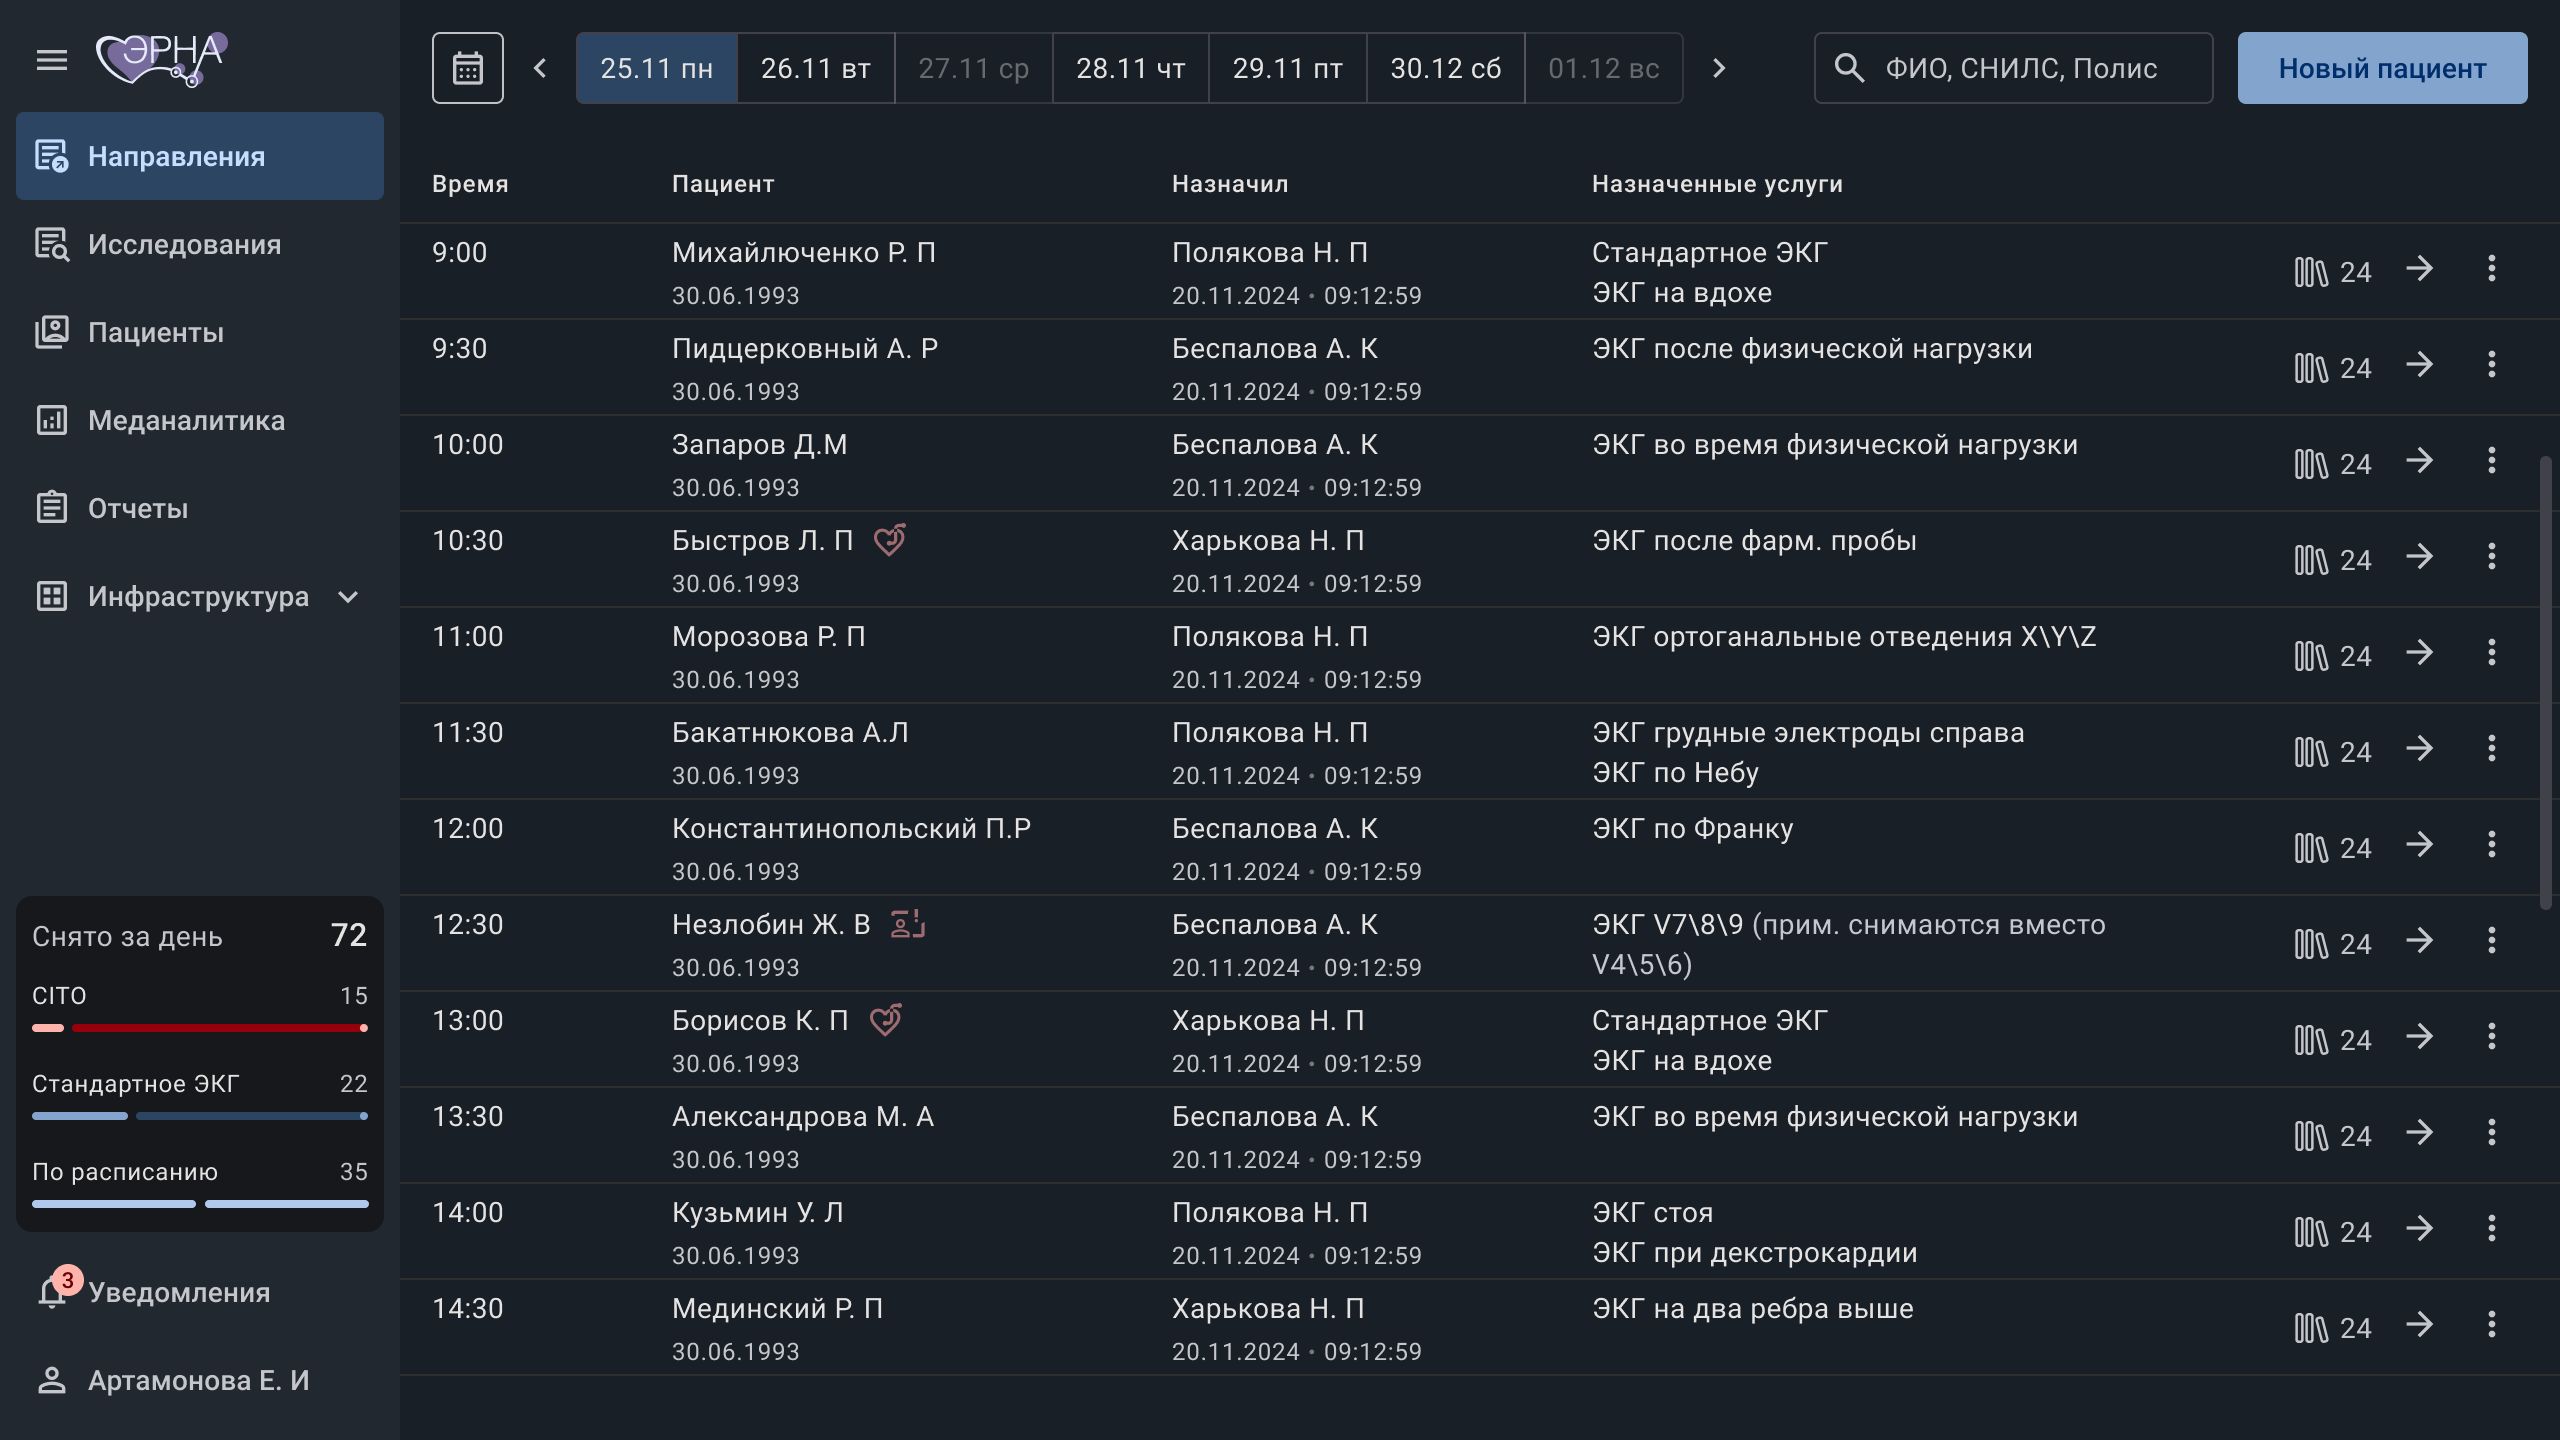 ЭРНА
Направления
Исследования
Пациенты
Меданалитика
Отчеты
Инфраструктура
Снято за день 72
CITO 15
Стандартное ЭКГ 22
По расписанию 35
3
Уведомления
Артамонова Е. И
25.11 пн 26.11 вт 27.11 ср 28.11 чт 29.11 пт 30.12 сб 01.12 вс
ФИО, СНИЛС, Полис
Новый пациент
Время Пациент Назначил Назначенные услуги
9:00 Михайлюченко Р. П Полякова Н. П Стандартное ЭКГ 24
30.06.1993 20.11.2024 • 09:12:59 ЭКГ на вдохе
9:30 Пидцерковный А. Р Беспалова А. К ЭКГ после физической нагрузки 24
30.06.1993 20.11.2024 • 09:12:59
10:00 Запаров Д.М Беспалова А. К ЭКГ во время физической нагрузки 24
30.06.1993 20.11.2024 • 09:12:59
10:30 Быстров Л. П Харькова Н. П ЭКГ после фарм. пробы 24
30.06.1993 20.11.2024 • 09:12:59
11:00 Морозова Р. П Полякова Н. П ЭКГ ортоганальные отведения X\Y\Z 24
30.06.1993 20.11.2024 • 09:12:59
11:30 Бакатнюкова А.Л Полякова Н. П ЭКГ грудные электроды справа 24
30.06.1993 20.11.2024 • 09:12:59 ЭКГ по Небу
12:00 Константинопольский П.Р Беспалова А. К ЭКГ по Франку 24
30.06.1993 20.11.2024 • 09:12:59
12:30 Незлобин Ж. В Беспалова А. К ЭКГ V7\8\9 (прим. снимаются вместо 24
30.06.1993 20.11.2024 • 09:12:59 V4\5\6)
13:00 Борисов К. П Харькова Н. П Стандартное ЭКГ 24
30.06.1993 20.11.2024 • 09:12:59 ЭКГ на вдохе
13:30 Александрова М. А Беспалова А. К ЭКГ во время физической нагрузки 24
30.06.1993 20.11.2024 • 09:12:59
14:00 Кузьмин У. Л Полякова Н. П ЭКГ стоя 24
30.06.1993 20.11.2024 • 09:12:59 ЭКГ при декстрокардии
14:30 Мединский Р. П Харькова Н. П ЭКГ на два ребра выше 24
30.06.1993 20.11.2024 • 09:12:59